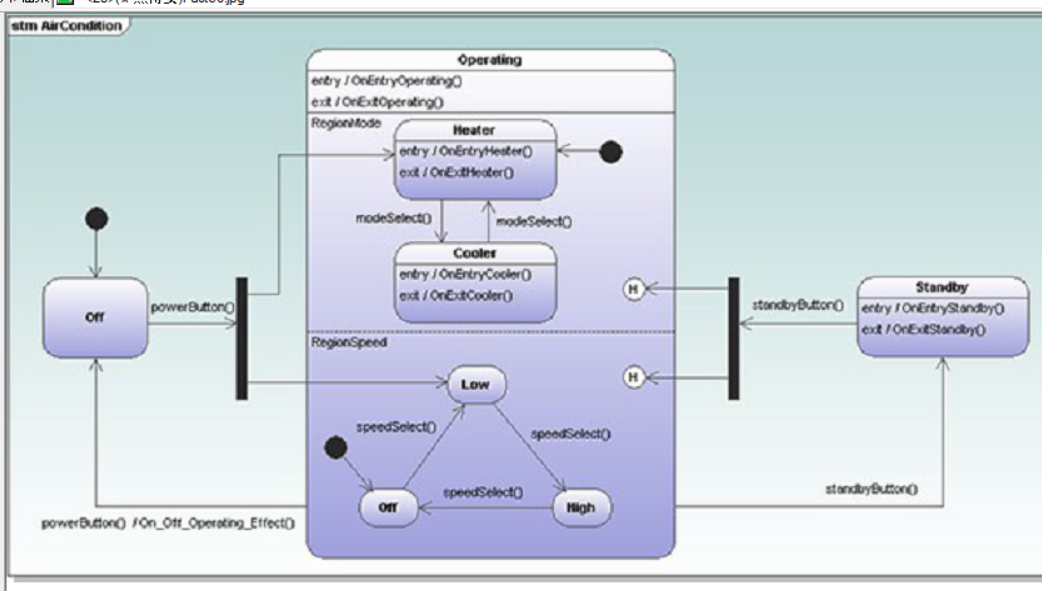 stm AirCondition
Operating
entry / OnEntryOperating()
exit / OnExitOperating()
RegionMode
Heater
entry / OnEntryHeater()
exit / OnExitHeater()
modeSelect()
modeSelect()
Cooler
entry / OnEntryCooler()
exit / OnExitCooler()
H
Off
powerButton()
standbyButton()
Standby
entry / OnEntryStandby()
exit / OnExitStandby()
RegionSpeed
H
Low
speedSelect()
speedSelect()
speedSelect()
Off
High
standbyButton()
powerButton() / On_Off_Operating_Effect()